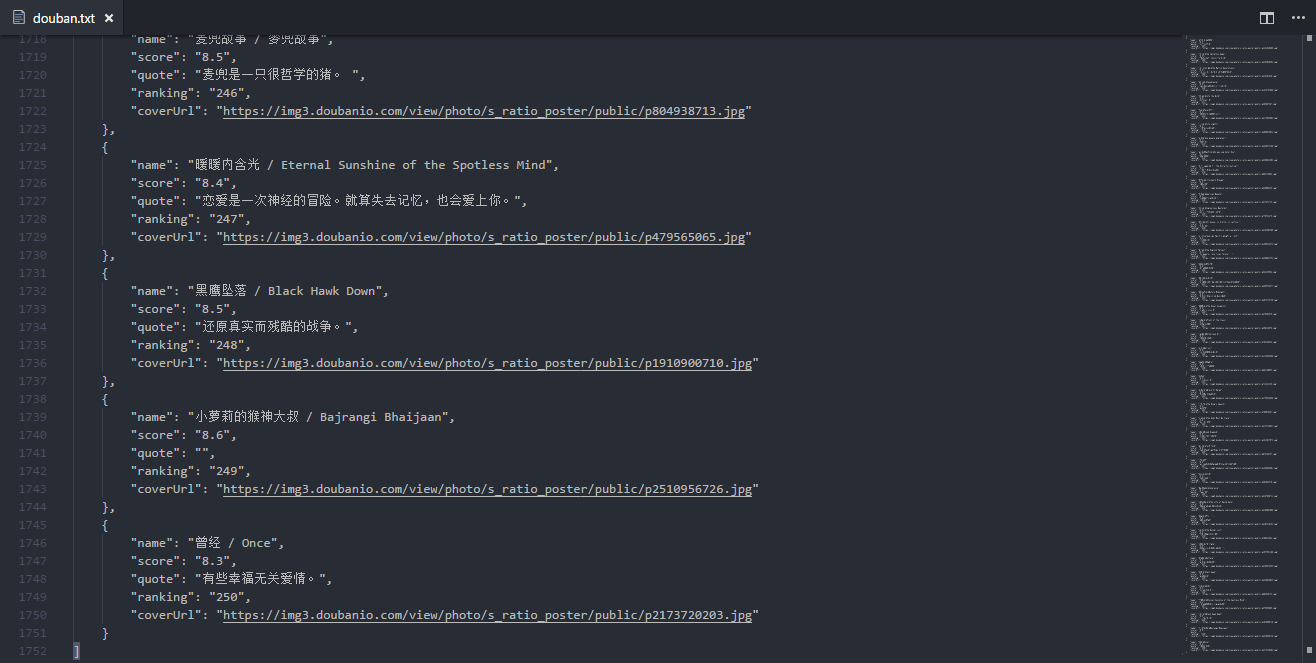 douban.txt ×
1718 "name": "麦兜故事 / 麥兜故事",
1719 "score": "8.5",
1720 "quote": "麦兜是一只很哲学的猪。 ",
1721 "ranking": "246",
1722 "coverUrl": "https://img3.doubanio.com/view/photo/s_ratio_poster/public/p804938713.jpg"
1723 },
1724 {
1725 "name": "暖暖内含光 / Eternal Sunshine of the Spotless Mind",
1726 "score": "8.4",
1727 "quote": "恋爱是一次神经的冒险。就算失去记忆，也会爱上你。",
1728 "ranking": "247",
1729 "coverUrl": "https://img3.doubanio.com/view/photo/s_ratio_poster/public/p479565065.jpg"
1730 },
1731 {
1732 "name": "黑鹰坠落 / Black Hawk Down",
1733 "score": "8.5",
1734 "quote": "还原真实而残酷的战争。",
1735 "ranking": "248",
1736 "coverUrl": "https://img3.doubanio.com/view/photo/s_ratio_poster/public/p1910900710.jpg"
1737 },
1738 {
1739 "name": "小萝莉的猴神大叔 / Bajrangi Bhaijaan",
1740 "score": "8.6",
1741 "quote": "",
1742 "ranking": "249",
1743 "coverUrl": "https://img3.doubanio.com/view/photo/s_ratio_poster/public/p2510956726.jpg"
1744 },
1745 {
1746 "name": "曾经 / Once",
1747 "score": "8.3",
1748 "quote": "有些幸福无关爱情。",
1749 "ranking": "250",
1750 "coverUrl": "https://img3.doubanio.com/view/photo/s_ratio_poster/public/p2173720203.jpg"
1751 }
1752 ]